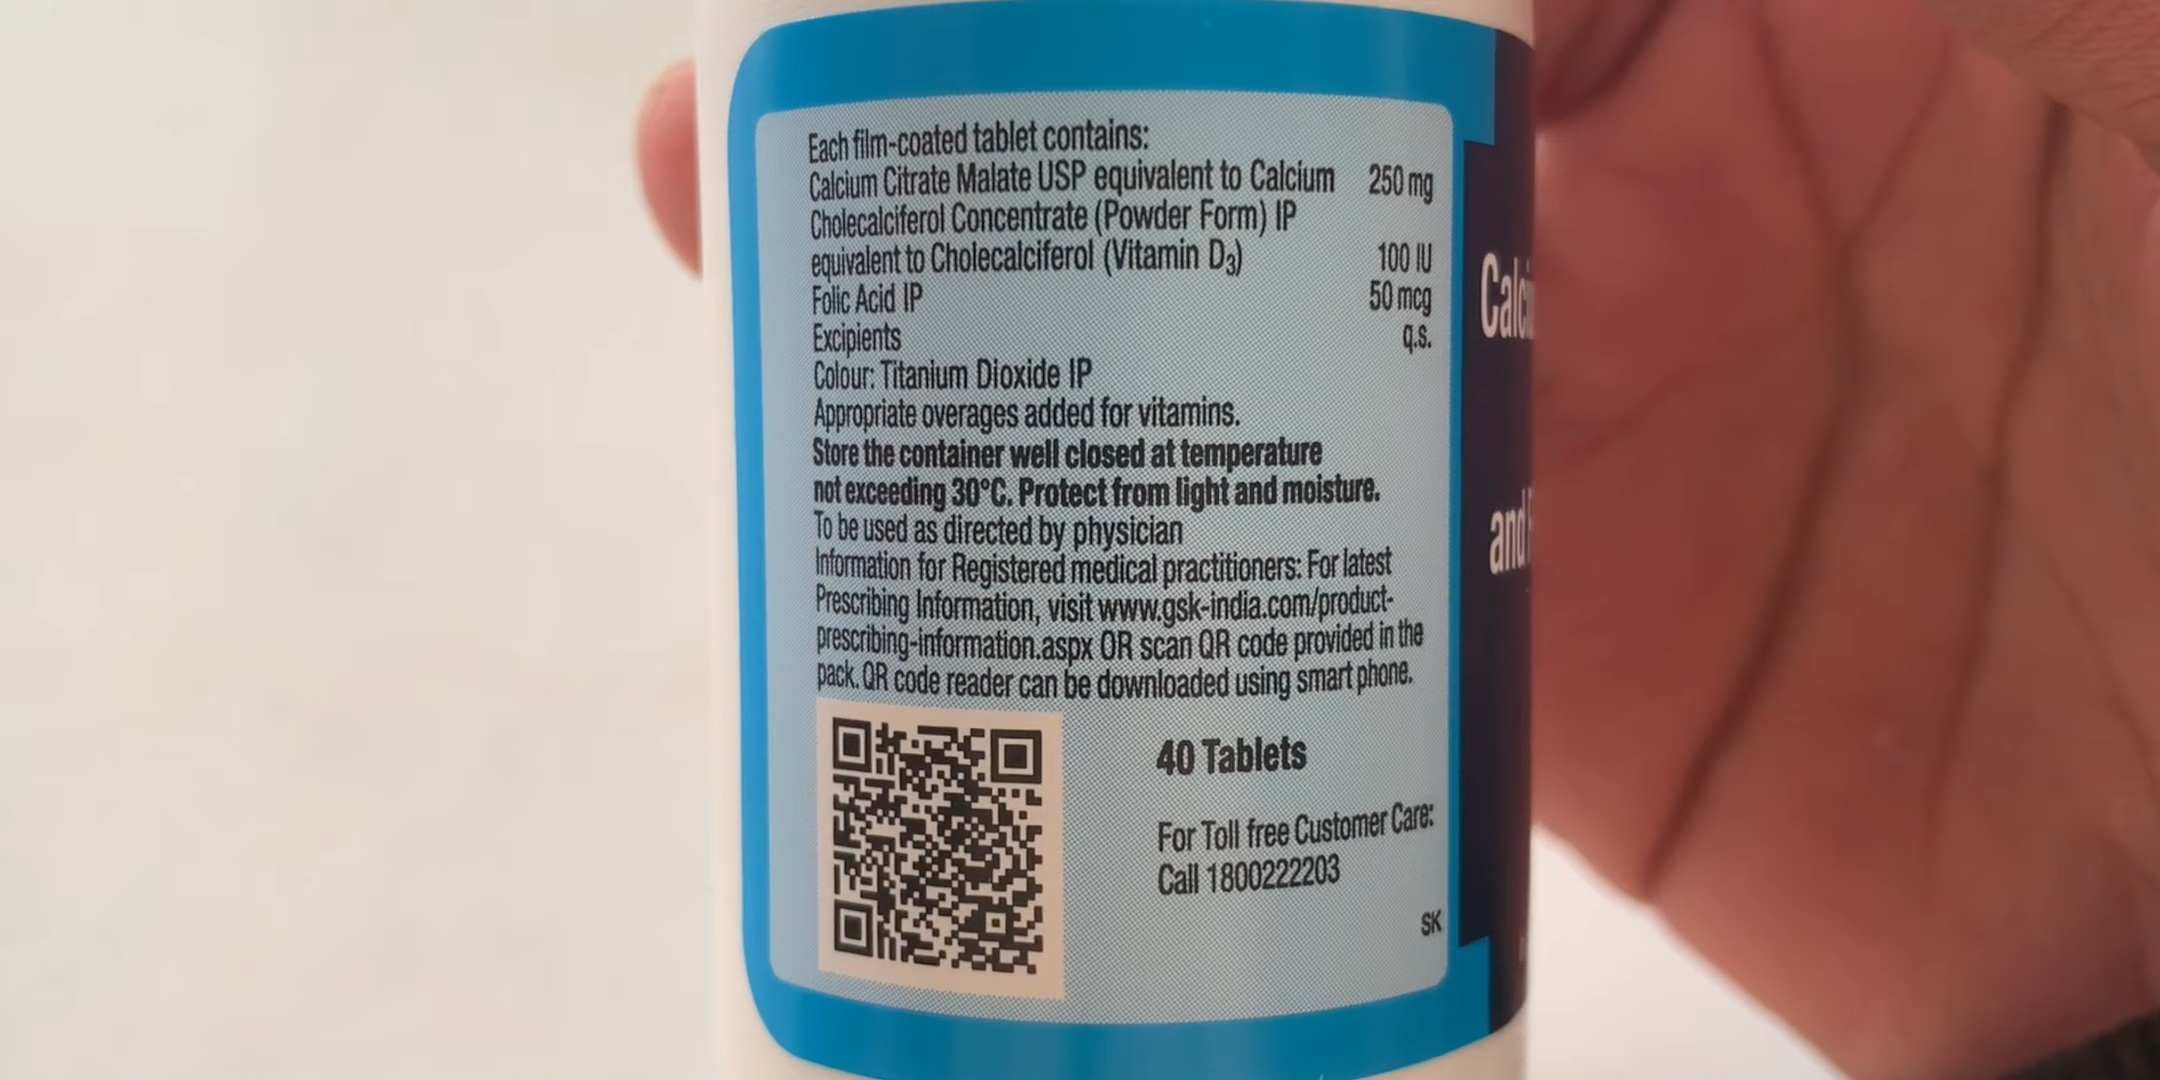 Each film-coated tablet contains:
Calcium Citrate Malate USP equivalent to Calcium 250 mg
Cholecalciferol Concentrate (Powder Form) IP
equivalent to Cholecalciferol (Vitamin D3) 100 IU
Folic Acid IP 50 mcg
Excipients q.s.
Colour: Titanium Dioxide IP
Appropriate overages added for vitamins.
Store the container well closed at temperature
not exceeding 30°C. Protect from light and moisture.
To be used as directed by physician
Information for Registered medical practitioners: For latest
Prescribing Information, visit www.gsk-india.com/product-
prescribing-information.aspx OR scan QR code provided in the
pack. QR code reader can be downloaded using smart phone.
40 Tablets
For Toll free Customer Care:
Call 1800222203
SK
and